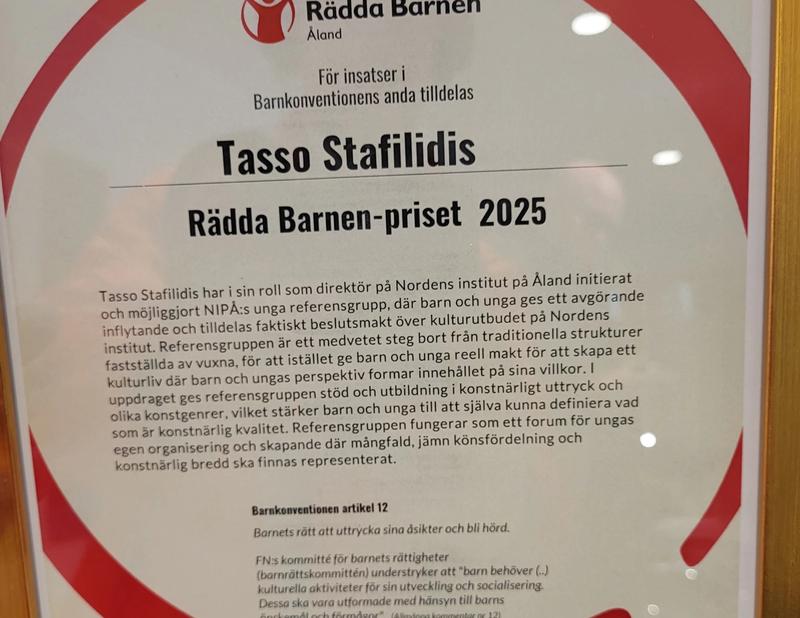 Rädda Barnen
Åland
För insatser i
Barnkonventionens anda tilldelas
Tasso Stafilidis
Rädda Barnen-priset 2025
Tasso Stafilidis har i sin roll som direktör på Nordens institut på Åland initierat
och möjliggjort NIPÅ:s unga referensgrupp, där barn och unga ges ett avgörande
inflytande och tilldelas faktiskt beslutsmakt över kulturutbudet på Nordens
institut. Referensgruppen är ett medvetet steg bort från traditionella strukturer
fastställda av vuxna, för att istället ge barn och unga reell makt för att skapa ett
kulturliv där barn och ungas perspektiv formar innehållet på sina villkor. I
uppdraget ges referensgruppen stöd och utbildning i konstnärligt uttryck och
olika konstgenrer, vilket stärker barn och unga till att själva kunna definiera vad
som är konstnärlig kvalitet. Referensgruppen fungerar som ett forum för ungas
egen organisering och skapande där mångfald, jämn könsfördelning och
konstnärlig bredd ska finnas representerat.
Barnkonventionen artikel 12
Barnets rätt att uttrycka sina åsikter och bli hörd.
FN:s kommitté för barnets rättigheter
(barnrättskommittén) understryker att "barn behöver (..)
kulturella aktiviteter för sin utveckling och socialisering.
Dessa ska vara utformade med hänsyn till barns
önskemål och förmågor". (Allmänna kommentar nr 12)